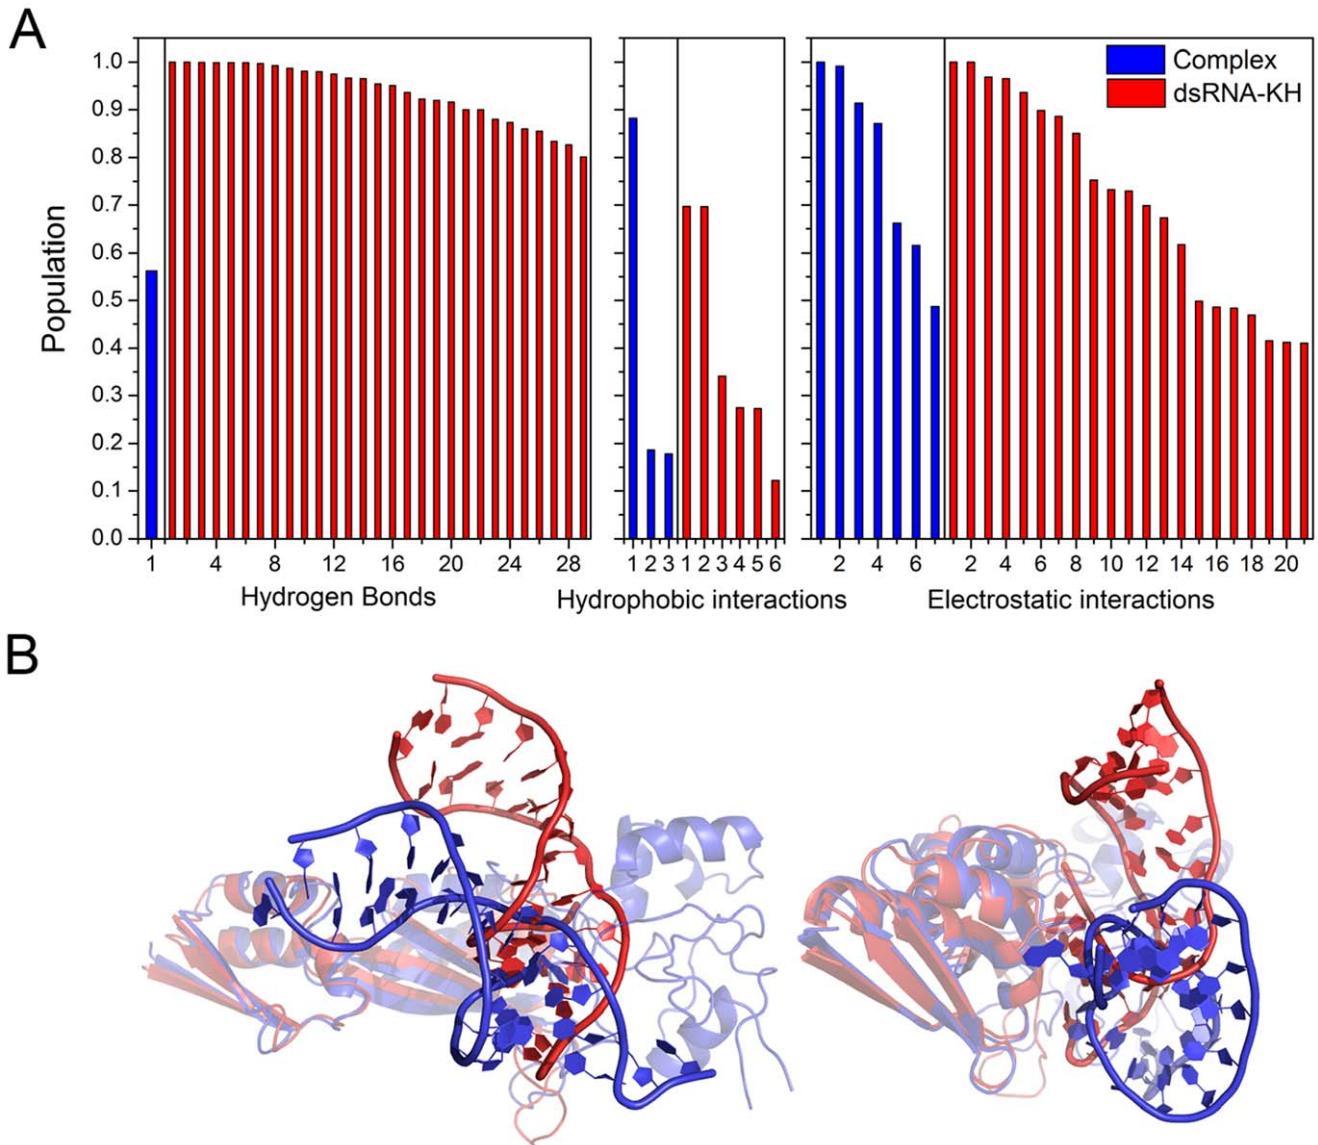 A
Population
1.0
0.9
0.8
0.7
0.6
0.5
0.4
0.3
0.2
0.1
0.0
Complex
dsRNA-KH
1 4 8 12 16 20 24 28
1 2 3 1 2 3 4 5 6
2 4 6 2 4 6 8 10 12 14 16 18 20
Hydrogen Bonds
Hydrophobic interactions
Electrostatic interactions
B